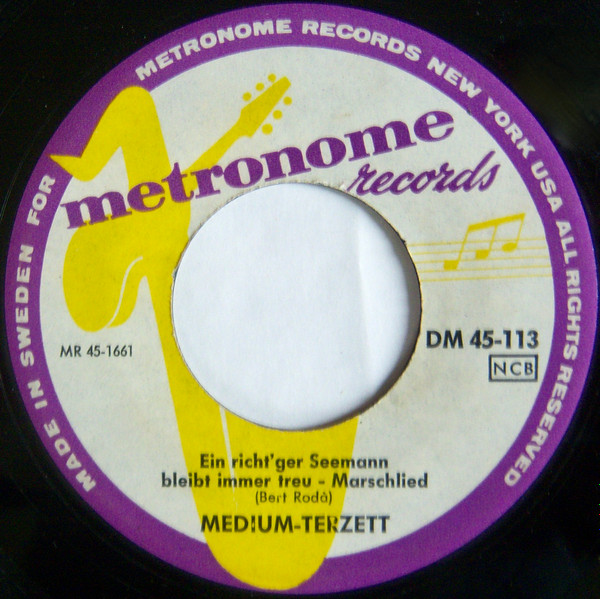 MADE IN SWEDEN FOR METRONOME RECORDS NEW YORK USA ALL RIGHTS RESERVED
metronome
records
MR 45-1661
DM 45-113
NCB
Ein richt'ger Seemann
bleibt immer treu - Marschlied
(Bert Rodå)
MEDIUM-TERZETT